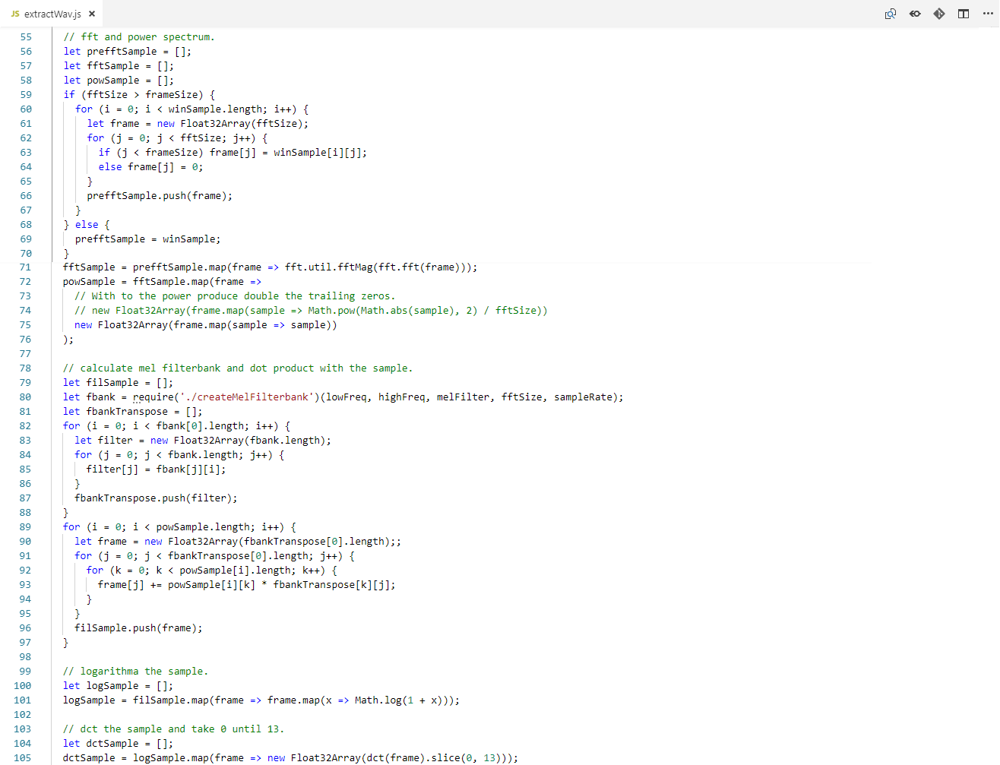 JS extractWav.js ×
55 // fft and power spectrum.
56 let prefftSample = [];
57 let fftSample = [];
58 let powSample = [];
59 if (fftSize > frameSize) {
60   for (i = 0; i < winSample.length; i++) {
61     let frame = new Float32Array(fftSize);
62     for (j = 0; j < fftSize; j++) {
63       if (j < frameSize) frame[j] = winSample[i][j];
64       else frame[j] = 0;
65     }
66     prefftSample.push(frame);
67   }
68 } else {
69   prefftSample = winSample;
70 }
71 fftSample = prefftSample.map(frame => fft.util.fftMag(fft.fft(frame)));
72 powSample = fftSample.map(frame =>
73   // With to the power produce double the trailing zeros.
74   // new Float32Array(frame.map(sample => Math.pow(Math.abs(sample), 2) / fftSize))
75   new Float32Array(frame.map(sample => sample))
76 );
77
78 // calculate mel filterbank and dot product with the sample.
79 let filSample = [];
80 let fbank = require('./createMelFilterbank')(lowFreq, highFreq, melFilter, fftSize, sampleRate);
81 let fbankTranspose = [];
82 for (i = 0; i < fbank[0].length; i++) {
83   let filter = new Float32Array(fbank.length);
84   for (j = 0; j < fbank.length; j++) {
85     filter[j] = fbank[j][i];
86   }
87   fbankTranspose.push(filter);
88 }
89 for (i = 0; i < powSample.length; i++) {
90   let frame = new Float32Array(fbankTranspose[0].length);;
91   for (j = 0; j < fbankTranspose[0].length; j++) {
92     for (k = 0; k < powSample[i].length; k++) {
93       frame[j] += powSample[i][k] * fbankTranspose[k][j];
94     }
95   }
96   filSample.push(frame);
97 }
98
99 // logarithma the sample.
100 let logSample = [];
101 logSample = filSample.map(frame => frame.map(x => Math.log(1 + x)));
102
103 // dct the sample and take 0 until 13.
104 let dctSample = [];
105 dctSample = logSample.map(frame => new Float32Array(dct(frame).slice(0, 13)));